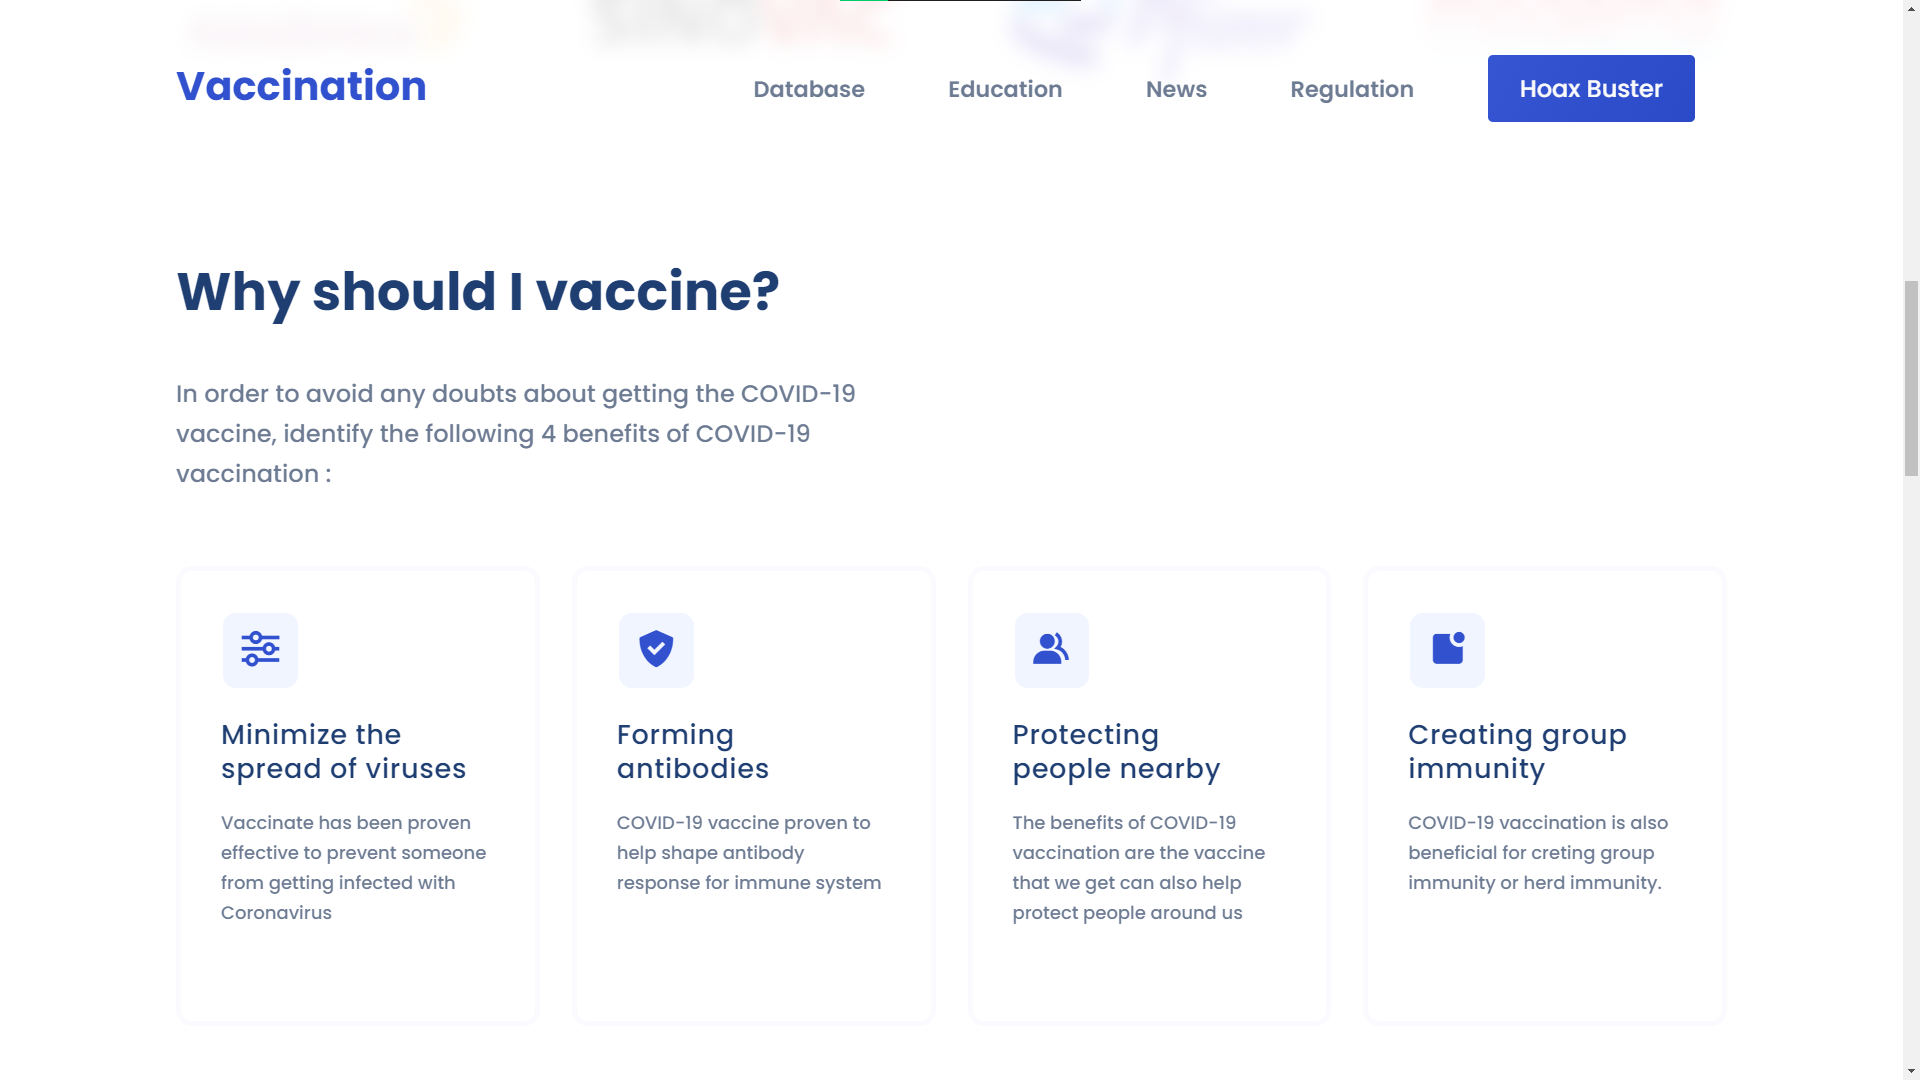 Vaccination
Database
Education
News
Regulation
Hoax Buster
Why should I vaccine?
In order to avoid any doubts about getting the COVID-19
vaccine, identify the following 4 benefits of COVID-19
vaccination :
Minimize the
spread of viruses
Vaccinate has been proven
effective to prevent someone
from getting infected with
Coronavirus
Forming
antibodies
COVID-19 vaccine proven to
help shape antibody
response for immune system
Protecting
people nearby
The benefits of COVID-19
vaccination are the vaccine
that we get can also help
protect people around us
Creating group
immunity
COVID-19 vaccination is also
beneficial for creting group
immunity or herd immunity.